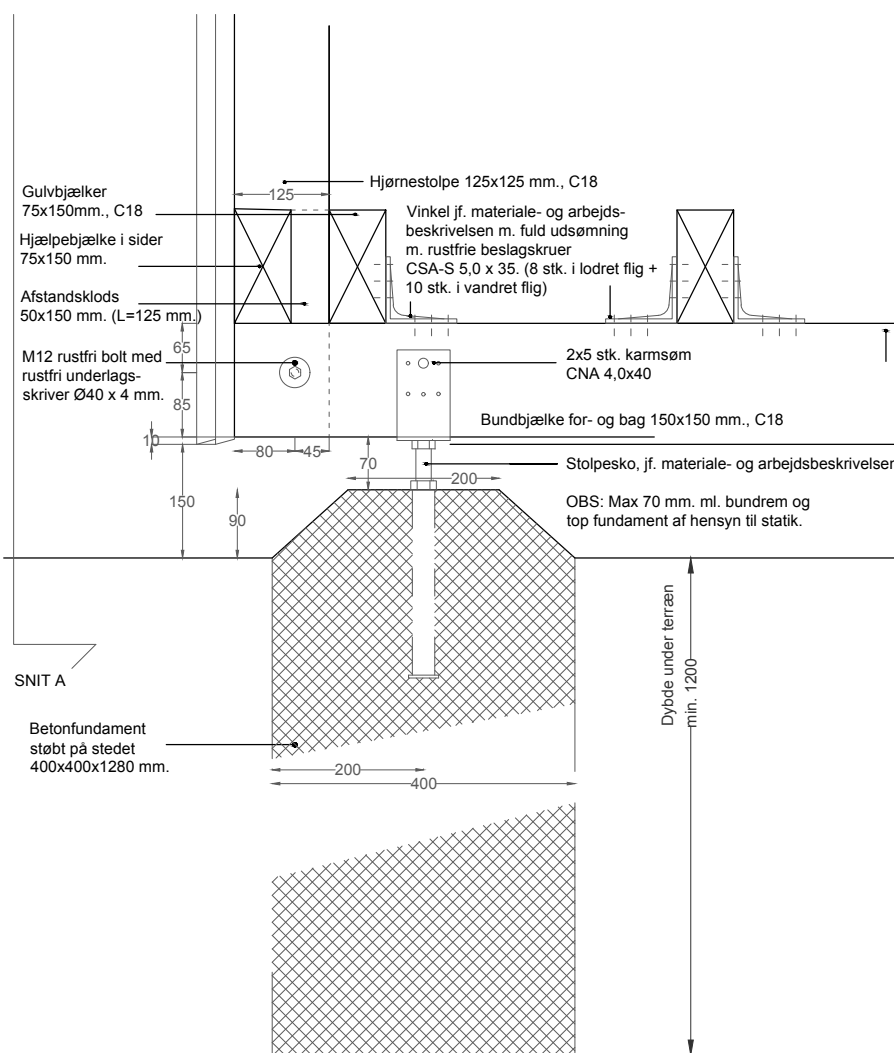 Hjørnestolpe 125x125 mm., C18
125
Gulvbjælker
75x150mm., C18
Hjælpebjælke i sider
75x150 mm.
Afstandsklods
50x150 mm. (L=125 mm.)
Vinkel jf. materiale- og arbejds-
beskrivelsen m. fuld udsømning
m. rustfrie beslagskruer
CSA-S 5,0 x 35. (8 stk. i lodret flig +
10 stk. i vandret flig)
65
M12 rustfri bolt med
rustfri underlags-
skriver Ø40 x 4 mm.
85
2x5 stk. karmsøm
CNA 4,0x40
Bundbjælke for- og bag 150x150 mm., C18
10
80
45
70
200
Stolpesko, jf. materiale- og arbejdsbeskrivelsen
150
90
OBS: Max 70 mm. ml. bundrem og
top fundament af hensyn til statik.
SNIT A
Dybde under terræn
min. 1200
Betonfundament
støbt på stedet
400x400x1280 mm.
200
400